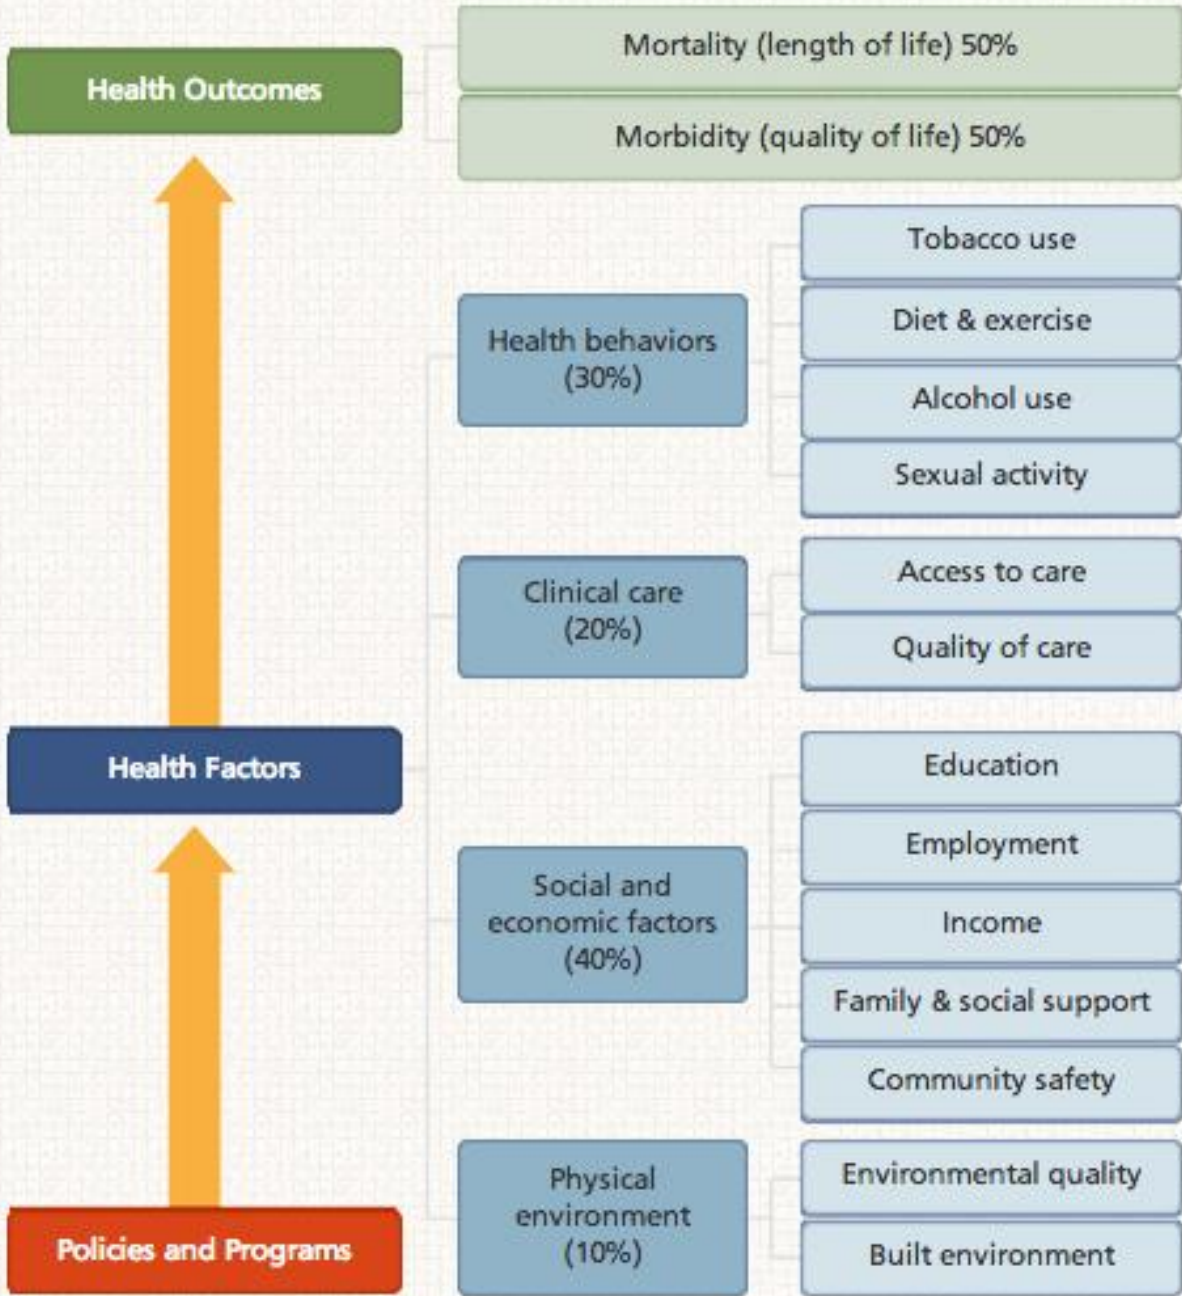 Health Outcomes
Mortality (length of life) 50%
Morbidity (quality of life) 50%
Health Factors
Health behaviors
(30%)
Tobacco use
Diet & exercise
Alcohol use
Sexual activity
Clinical care
(20%)
Access to care
Quality of care
Social and
economic factors
(40%)
Education
Employment
Income
Family & social support
Community safety
Physical
environment
(10%)
Environmental quality
Built environment
Policies and Programs